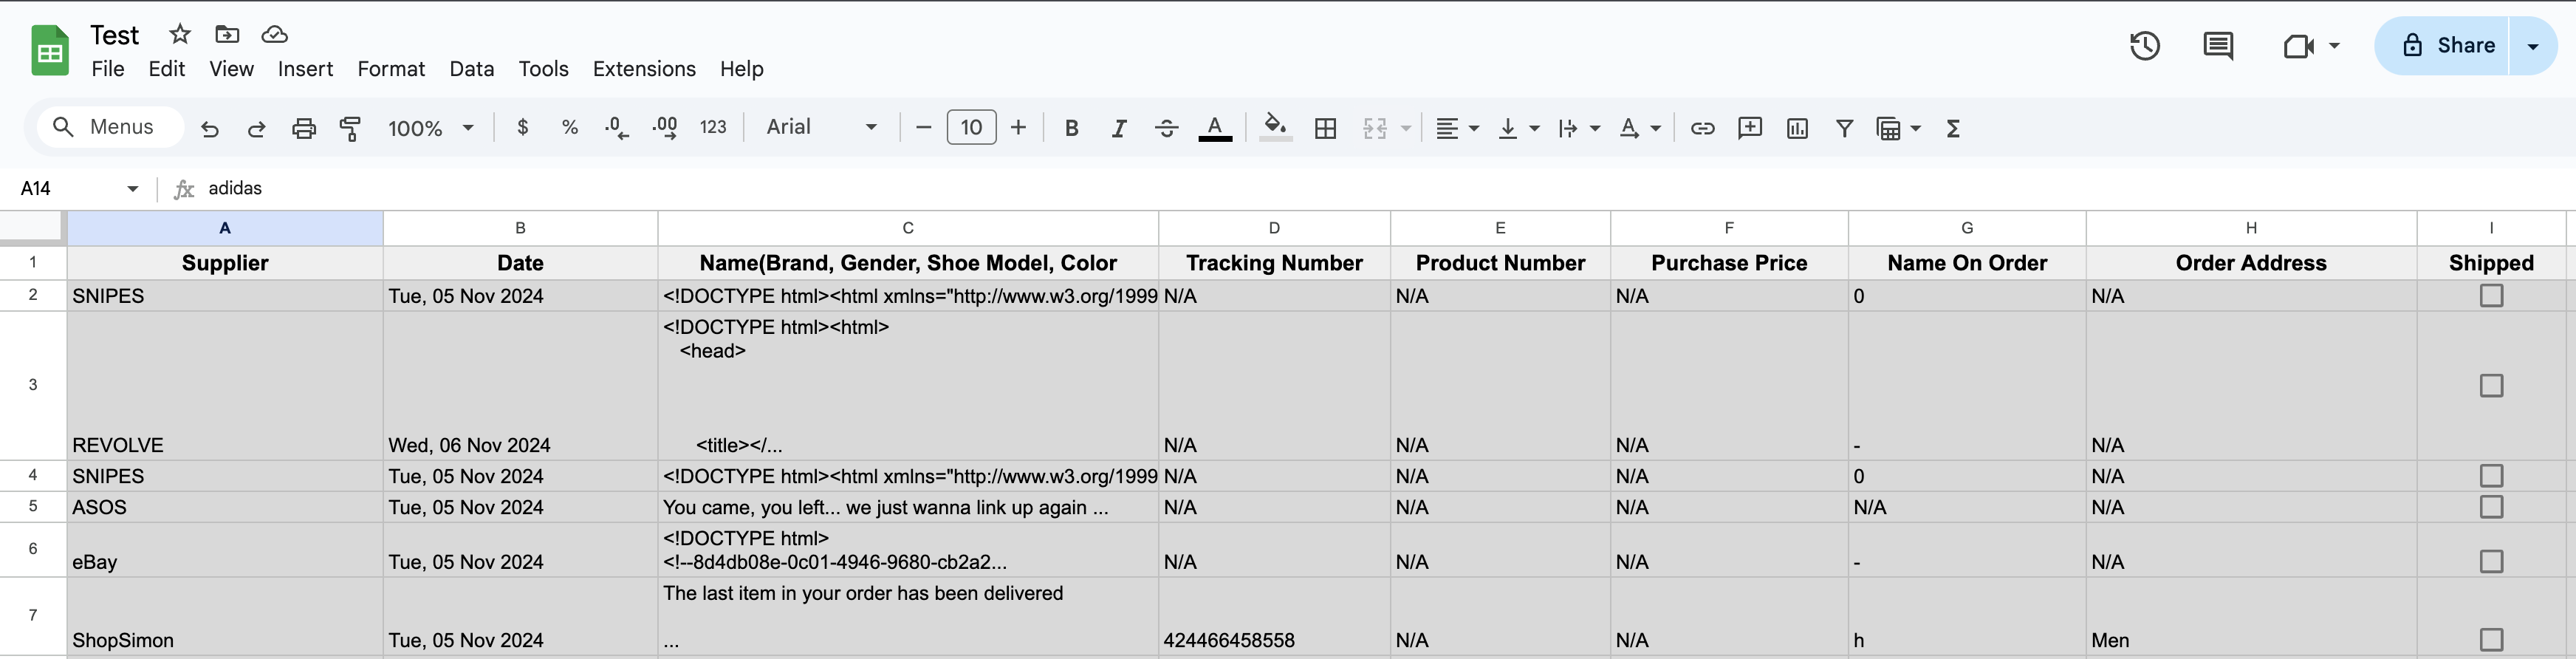 Test
File Edit View Insert Format Data Tools Extensions Help
Share
Menus 100% $ % .0 .00 123 Arial 10 B I A A Σ
A14 fx adidas
A B C D E F G H I
1 Supplier Date Name(Brand, Gender, Shoe Model, Color Tracking Number Product Number Purchase Price Name On Order Order Address Shipped
2 SNIPES Tue, 05 Nov 2024 <!DOCTYPE html><html xmlns="http://www.w3.org/1999 N/A N/A N/A 0 N/A
<!DOCTYPE html><html>
<head>
3
REVOLVE Wed, 06 Nov 2024 <title></... N/A N/A N/A - N/A
4 SNIPES Tue, 05 Nov 2024 <!DOCTYPE html><html xmlns="http://www.w3.org/1999 N/A N/A N/A 0 N/A
5 ASOS Tue, 05 Nov 2024 You came, you left... we just wanna link up again ... N/A N/A N/A N/A N/A
<!DOCTYPE html>
6
eBay Tue, 05 Nov 2024 <!--8d4db08e-0c01-4946-9680-cb2a2... N/A N/A N/A - N/A
The last item in your order has been delivered
7
ShopSimon Tue, 05 Nov 2024 ... 424466458558 N/A N/A h Men